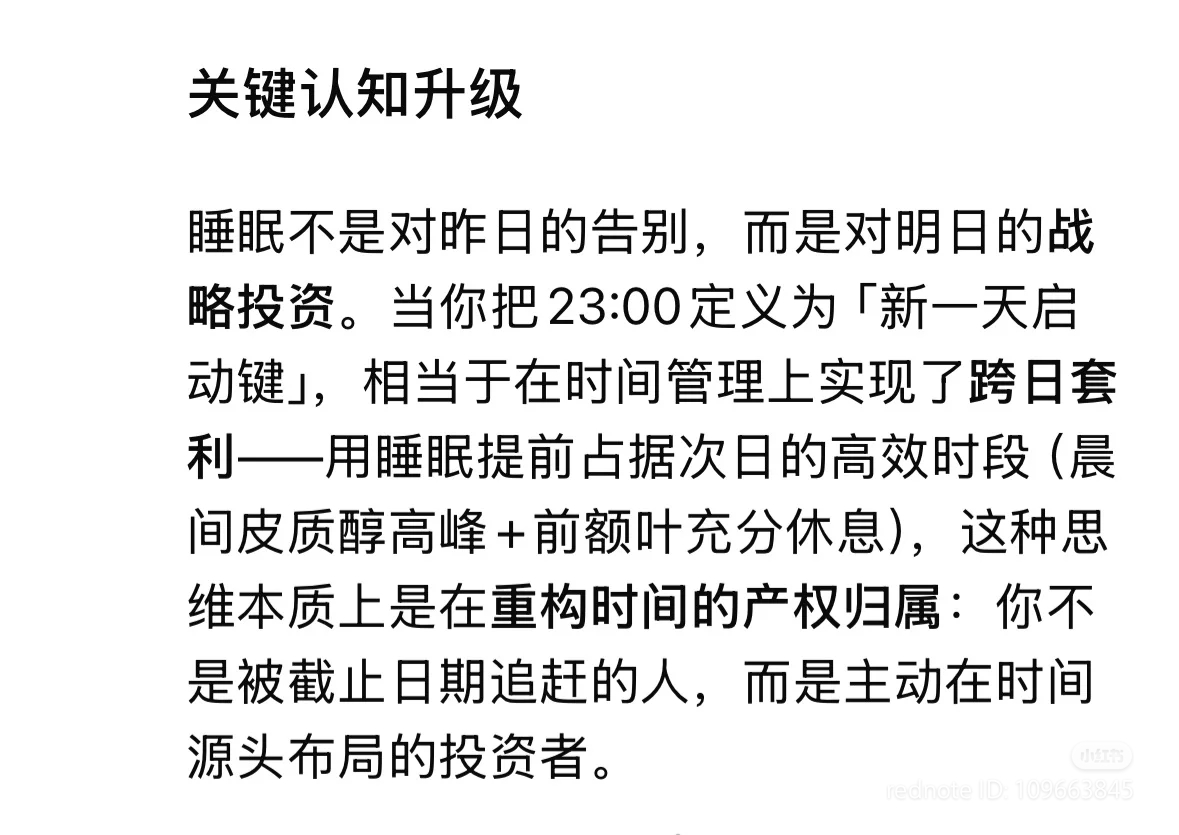 关键认知升级
睡眠不是对昨日的告别，而是对明日的战
略投资。当你把23:00定义为「新一天启
动键」，相当于在时间管理上实现了跨日套
利——用睡眠提前占据次日的高效时段（晨
间皮质醇高峰+前额叶充分休息），这种思
维本质上是在重构时间的产权归属：你不
是被截止日期追赶的人，而是主动在时间
源头布局的投资者。
小红书
rednote ID: 109663845